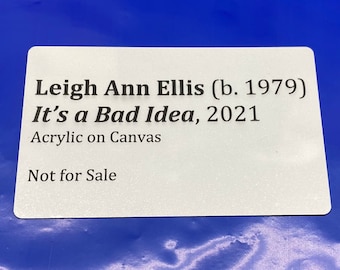 Leigh Ann Ellis (b. 1979)
It's a Bad Idea, 2021
Acrylic on Canvas
Not for Sale